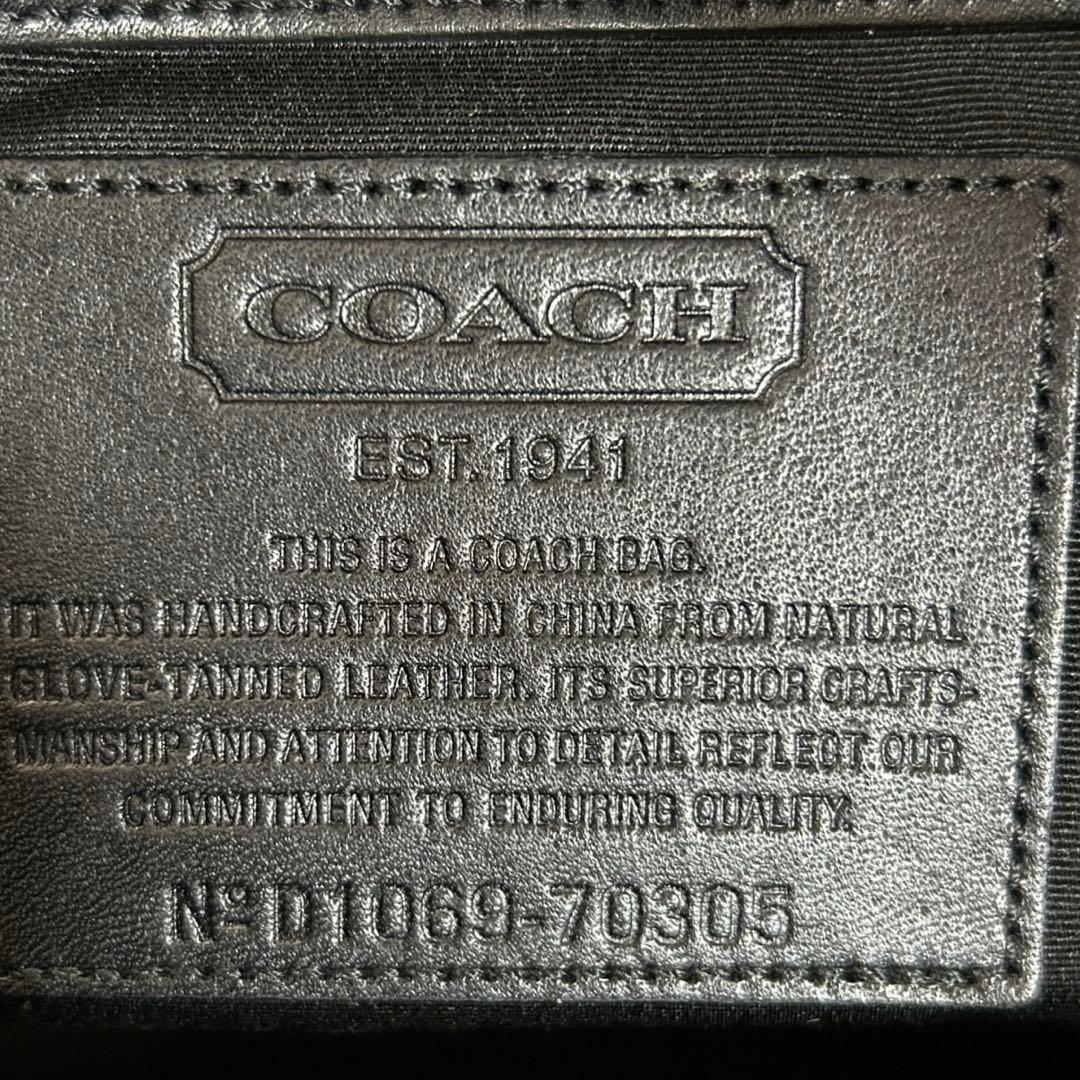 COACH
EST. 1941
THIS IS A COACH BAG.
IT WAS HANDCRAFTED IN CHINA FROM NATURAL
GLOVE-TANNED LEATHER. ITS SUPERIOR CRAFTS-
MANSHIP AND ATTENTION TO DETAIL REFLECT OUR
COMMITMENT TO ENDURING QUALITY.
Nº D1069-70305